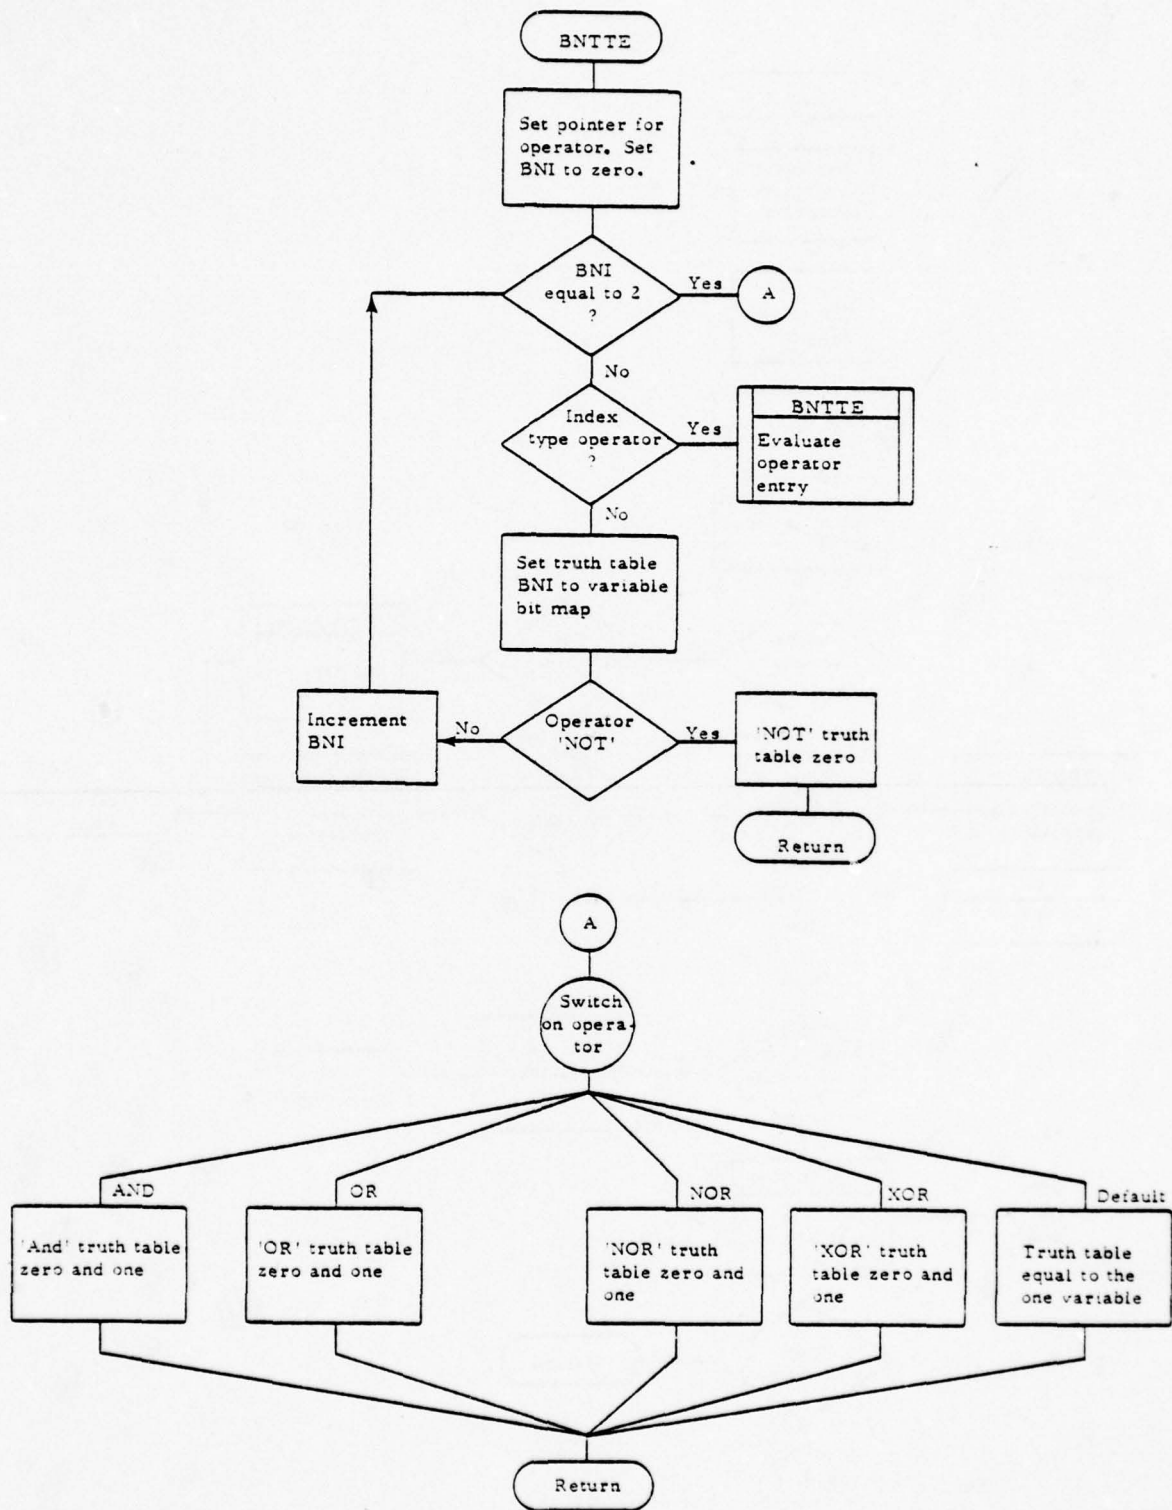 BNTTE
Set pointer for
operator. Set
BNI to zero.
BNI
equal to 2
?
Yes
A
No
Index
type operator
?
Yes
BNTTE
Evaluate
operator
entry
No
Set truth table
BNI to variable
bit map
Increment
BNI
No
Operator
'NOT'
Yes
'NOT' truth
table zero
Return
A
Switch
on opera-
tor
AND
OR
NOR
XOR
Default
'And' truth table
zero and one
'OR' truth table
zero and one
'NOR' truth
table zero and
one
'XOR' truth
table zero and
one
Truth table
equal to the
one variable
Return